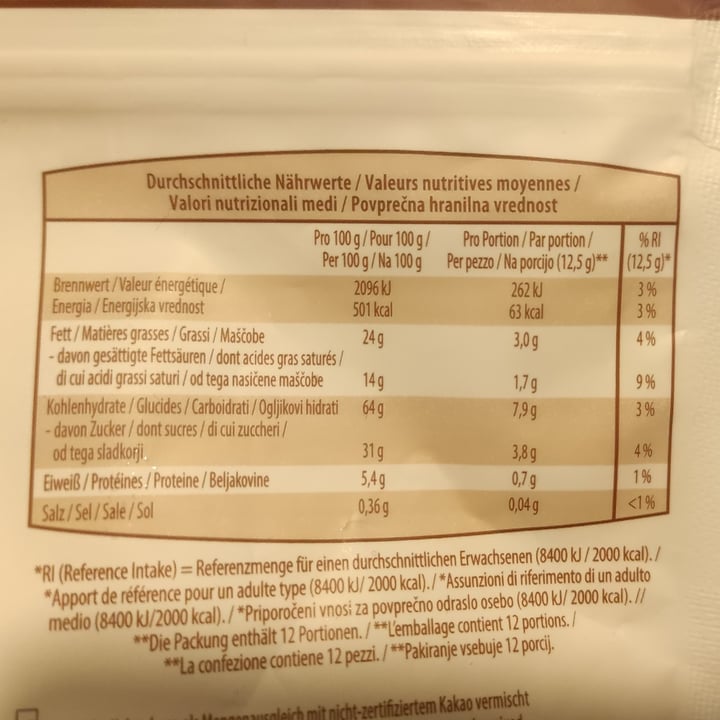 Durchschnittliche Nährwerte / Valeurs nutritives moyennes /
Valori nutrizionali medi / Povprečna hranilna vrednost
Pro 100 g / Pour 100 g / Pro Portion / Par portion / % RI
Per 100 g / Na 100 g Per pezzo / Na porcijo (12,5 g)** (12,5 g)*
Brennwert / Valeur énergétique / 2096 kJ 262 kJ 3 %
Energia / Energijska vrednost 501 kcal 63 kcal 3 %
Fett / Matières grasses / Grassi / Maščobe 24 g 3,0 g 4 %
- davon gesättigte Fettsäuren / dont acides gras saturés /
di cui acidi grassi saturi / od tega nasičene maščobe 14 g 1,7 g 9 %
Kohlenhydrate / Glucides / Carboidrati / Ogljikovi hidrati 64 g 7,9 g 3 %
- davon Zucker / dont sucres / di cui zuccheri /
od tega sladkorji 31 g 3,8 g 4 %
Eiweiß / Protéines / Proteine / Beljakovine 5,4 g 0,7 g 1 %
Salz / Sel / Sale / Sol 0,36 g 0,04 g <1 %
*RI (Reference Intake) = Referenzmenge für einen durchschnittlichen Erwachsenen (8400 kJ / 2000 kcal). /
*Apport de référence pour un adulte type (8400 kJ/ 2000 kcal). / *Assunzioni di riferimento di un adulto
medio (8400 kJ/2000 kcal). / *Priporočeni vnosi za povprečno odraslo osebo (8400 kJ/ 2000 kcal). //
**Die Packung enthält 12 Portionen. / **L'emballage contient 12 portions. /
**La confezione contiene 12 pezzi. / **Pakiranje vsebuje 12 porcij.
Mengenausgleich mit nicht-zertifiziertem Kakao vermischt